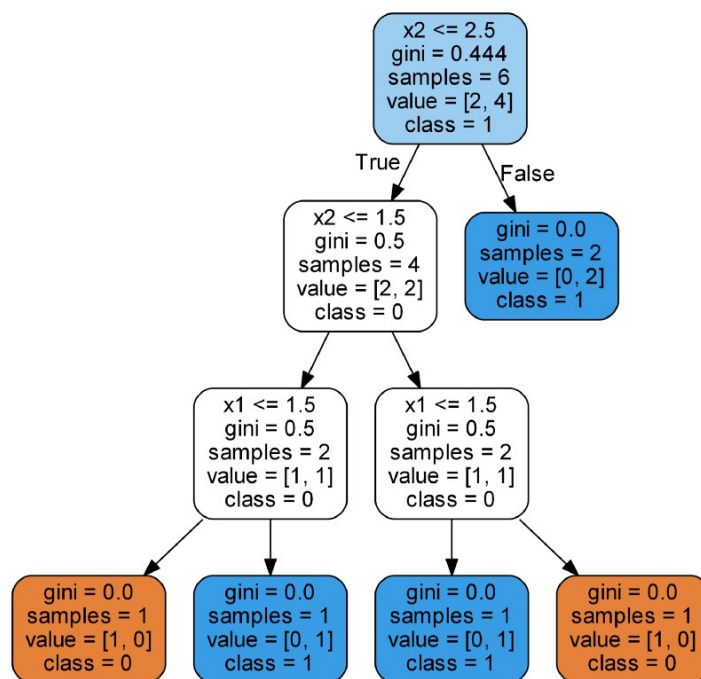 x2 <= 2.5
gini = 0.444
samples = 6
value = [2, 4]
class = 1
True
False
x2 <= 1.5
gini = 0.5
samples = 4
value = [2, 2]
class = 0
gini = 0.0
samples = 2
value = [0, 2]
class = 1
x1 <= 1.5
gini = 0.5
samples = 2
value = [1, 1]
class = 0
x1 <= 1.5
gini = 0.5
samples = 2
value = [1, 1]
class = 0
gini = 0.0
samples = 1
value = [1, 0]
class = 0
gini = 0.0
samples = 1
value = [0, 1]
class = 1
gini = 0.0
samples = 1
value = [0, 1]
class = 1
gini = 0.0
samples = 1
value = [1, 0]
class = 0